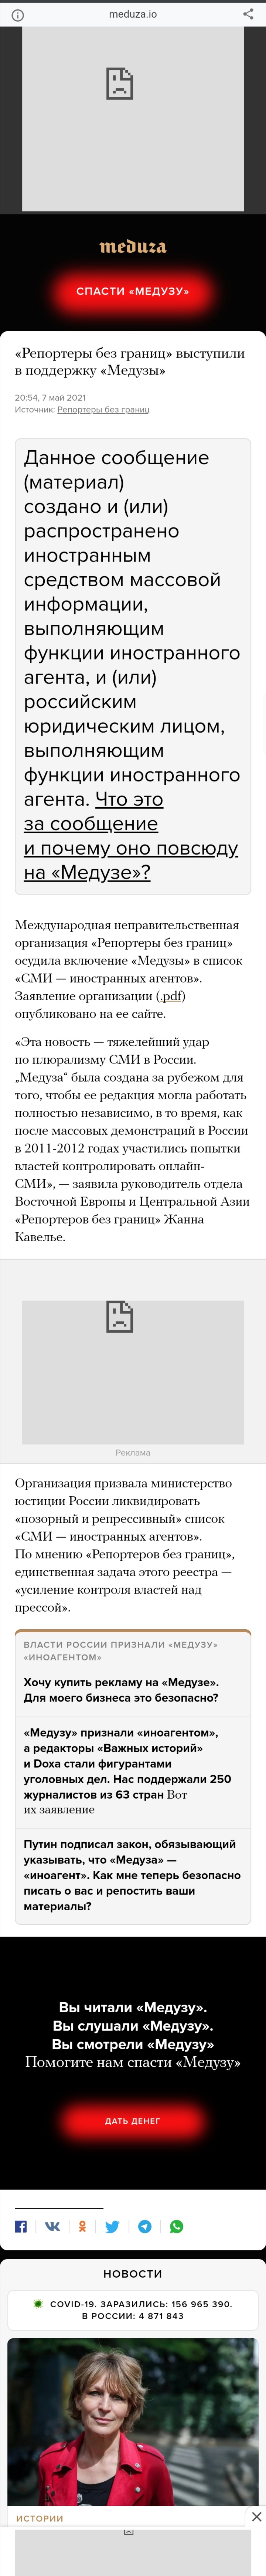 meduza.io
meduza
СПАСТИ «МЕДУЗУ»
«Репортеры без границ» выступили
в поддержку «Медузы»
20:54, 7 май 2021
Источник: Репортеры без границ
Данное сообщение
(материал)
создано и (или)
распространено
иностранным
средством массовой
информации,
выполняющим
функции иностранного
агента, и (или)
российским
юридическим лицом,
выполняющим
функции иностранного
агента. Что это
за сообщение
и почему оно повсюду
на «Медузе»?
Международная неправительственная
организация «Репортеры без границ»
осудила включение «Медузы» в список
«СМИ — иностранных агентов».
Заявление организации (.pdf)
опубликовано на ее сайте.
«Эта новость — тяжелейший удар
по плюрализму СМИ в России.
„Медуза“ была создана за рубежом для
того, чтобы ее редакция могла работать
полностью независимо, в то время, как
после массовых демонстраций в России
в 2011-2012 годах участились попытки
властей контролировать онлайн-
СМИ», — заявила руководитель отдела
Восточной Европы и Центральной Азии
«Репортеров без границ» Жанна
Кавелье.
Реклама
Организация призвала министерство
юстиции России ликвидировать
«позорный и репрессивный» список
«СМИ — иностранных агентов».
По мнению «Репортеров без границ»,
единственная задача этого реестра —
«усиление контроля властей над
прессой».
ВЛАСТИ РОССИИ ПРИЗНАЛИ «МЕДУЗУ»
«ИНОАГЕНТОМ»
Хочу купить рекламу на «Медузе».
Для моего бизнеса это безопасно?
«Медузу» признали «иноагентом»,
а редакторы «Важных историй»
и Doxa стали фигурантами
уголовных дел. Нас поддержали 250
журналистов из 63 стран Вот
их заявление
Путин подписал закон, обязывающий
указывать, что «Медуза» —
«иноагент». Как мне теперь безопасно
писать о вас и репостить ваши
материалы?
Вы читали «Медузу».
Вы слушали «Медузу».
Вы смотрели «Медузу»
Помогите нам спасти «Медузу»
ДАТЬ ДЕНЕГ
НОВОСТИ
COVID-19. ЗАРАЗИЛИСЬ: 156 965 390.
В РОССИИ: 4 871 843
ИСТОРИИ